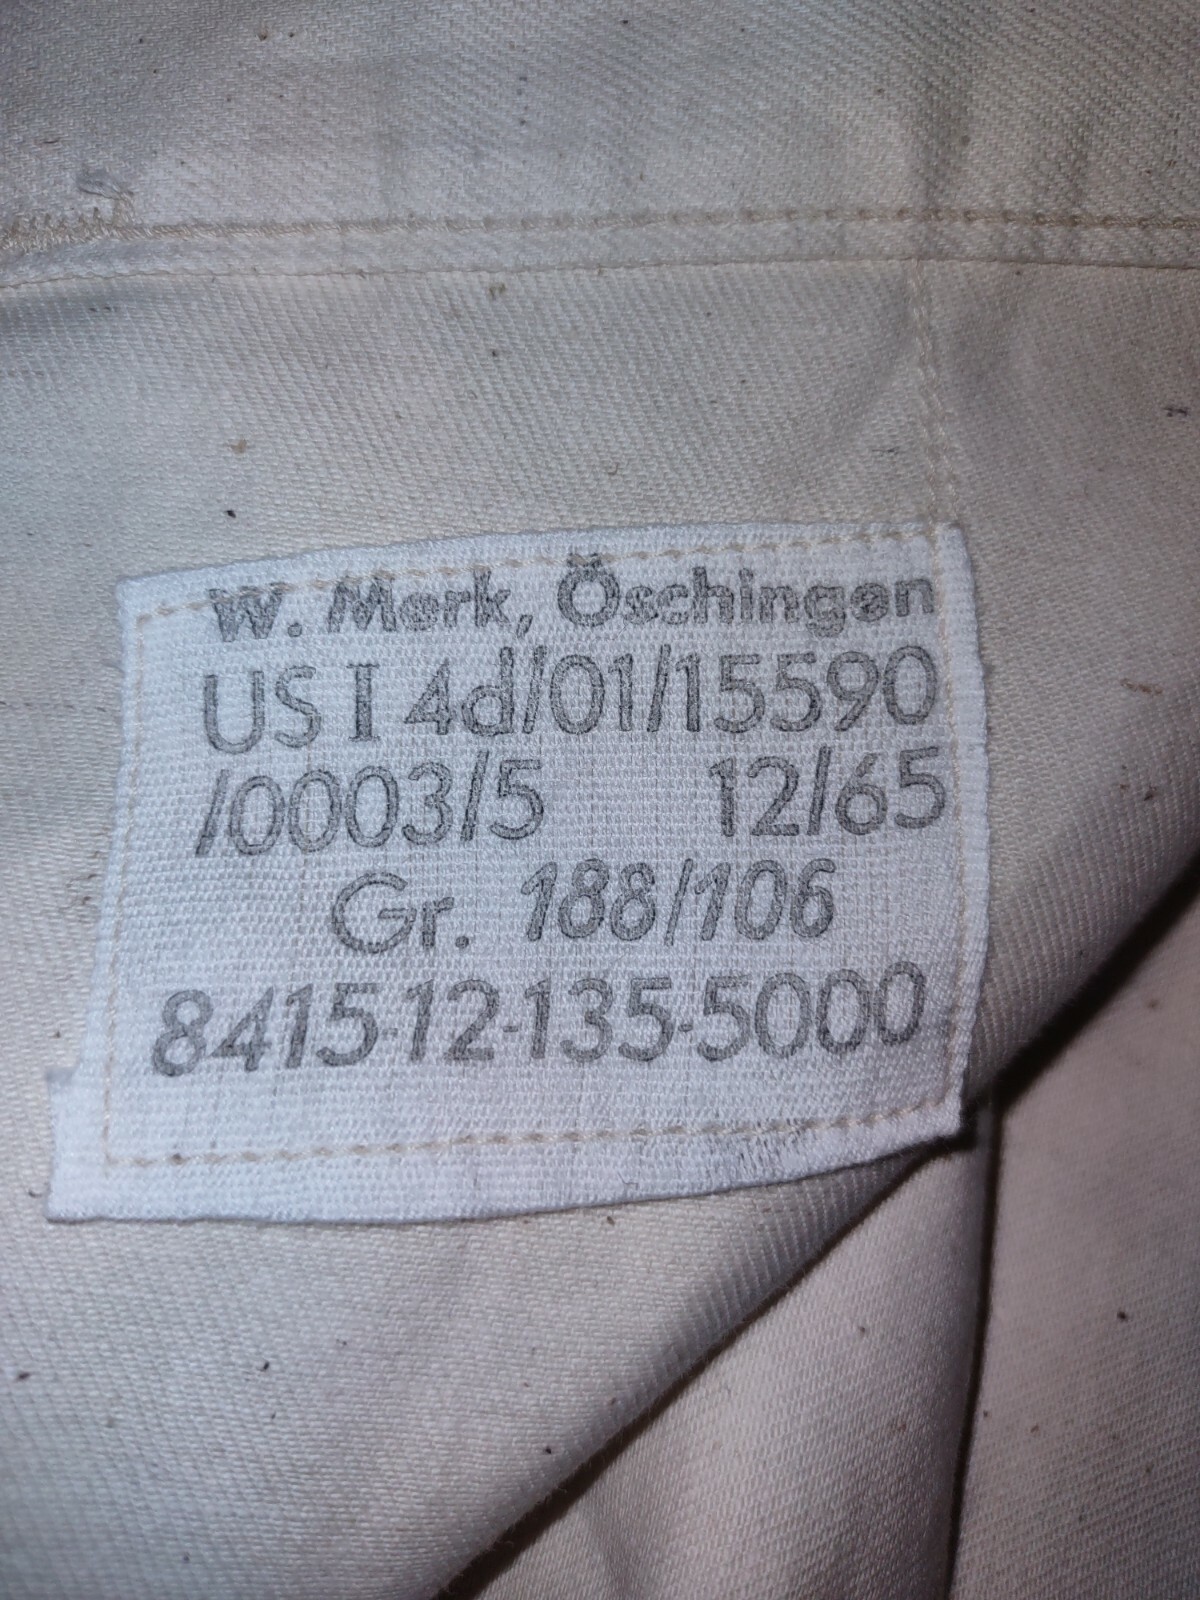 W. Merk, Öschingen
US I 4d/01/15590
/0003/5 12/65
Gr. 188/106
8415-12-135-5000